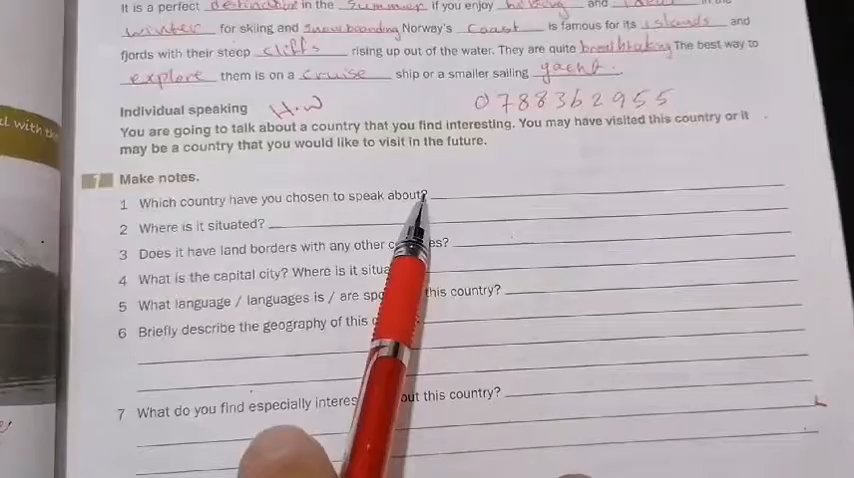 It is a perfect destination in the summer if you enjoy and
winter for skiing and snowboarding Norway's coast is famous for its islands and
fjords with their steep cliffs rising up out of the water. They are quite breathtaking The best way to
explore them is on a cruise ship or a smaller sailing yacht.
Individual speaking H.W 0788362955
You are going to talk about a country that you find interesting. You may have visited this country or it
may be a country that you would like to visit in the future.
1 Make notes.
1 Which country have you chosen to speak about?
2 Where is it situated?
3 Does it have land borders with any other es?
4 What is the capital city? Where is it situa
5 What language / languages is / are spo this country?
6 Briefly describe the geography of this
7 What do you find especially interes out this country?